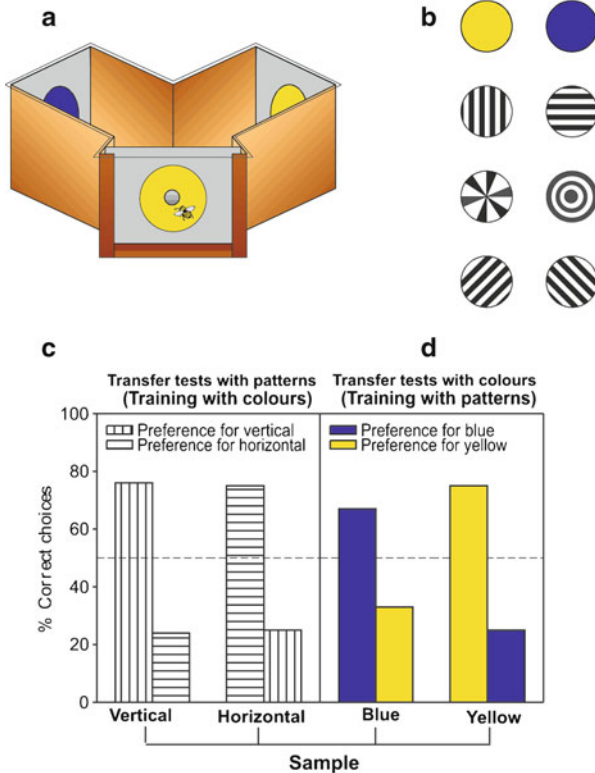 a
b
c
d
Transfer tests with patterns
(Training with colours)
Transfer tests with colours
(Training with patterns)
100
80
60
40
20
0
% Correct choices
Preference for vertical
Preference for horizontal
Preference for blue
Preference for yellow
Vertical
Horizontal
Blue
Yellow
Sample